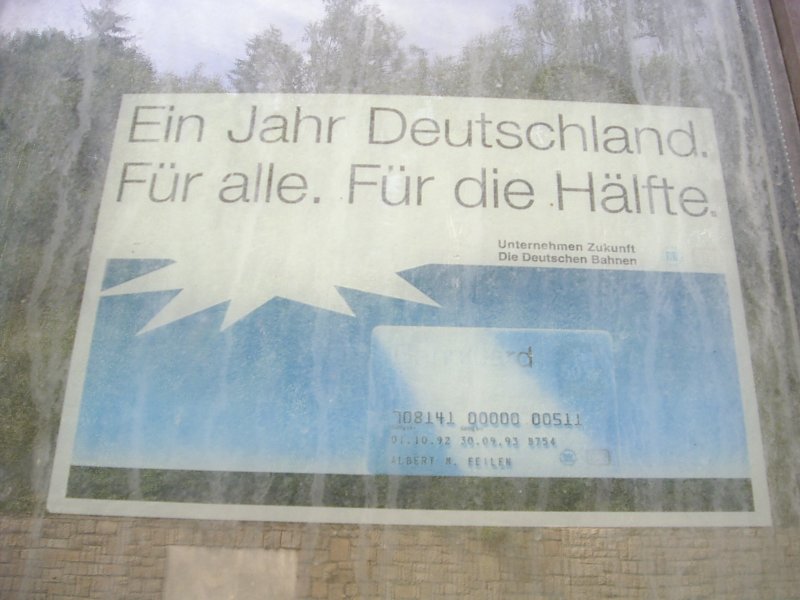 Ein Jahr Deutschland.
Für alle. Für die Hälfte.
Unternehmen Zukunft
Die Deutschen Bahnen
708141 00000 00511
01.10.92 30.09.93 B754
ALBERT M. FEILEN